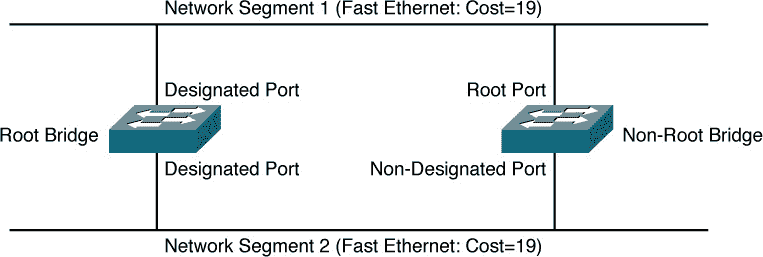 Network Segment 1 (Fast Ethernet: Cost=19)
Designated Port
Root Port
Root Bridge
Non-Root Bridge
Designated Port
Non-Designated Port
Network Segment 2 (Fast Ethernet: Cost=19)